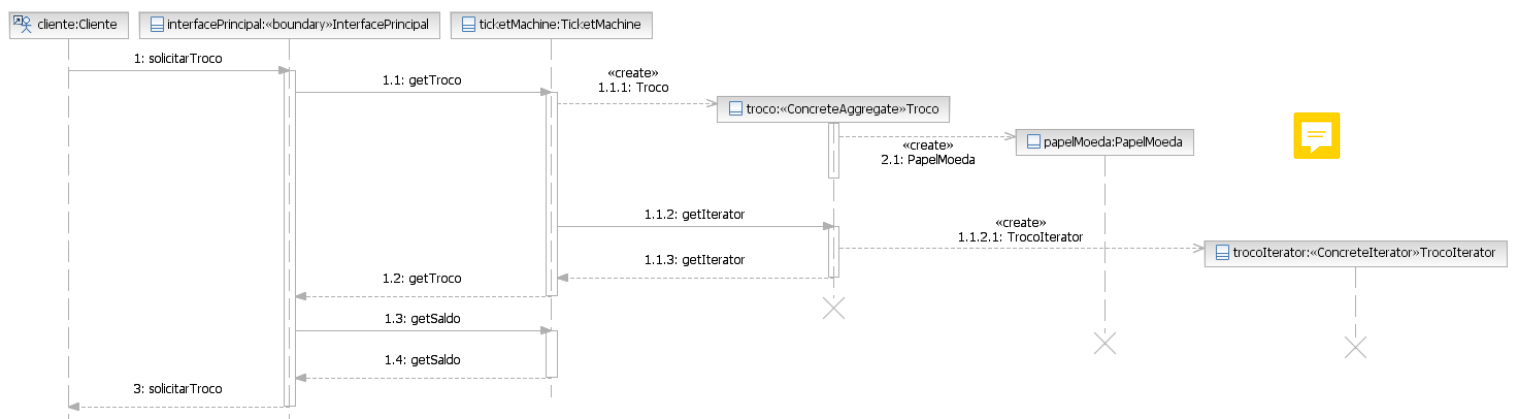 cliente:Cliente
interfacePrincipal:«boundary»InterfacePrincipal
ticketMachine:TicketMachine
1: solicitarTroco
1.1: getTroco
«create»
1.1.1: Troco
troco:«ConcreteAggregate»Troco
«create»
2.1: PapelMoeda
papelMoeda:PapelMoeda
1.1.2: getIterator
«create»
1.1.2.1: TrocoIterator
trocoIterator:«ConcreteIterator»TrocoIterator
1.1.3: getIterator
1.2: getTroco
1.3: getSaldo
1.4: getSaldo
3: solicitarTroco